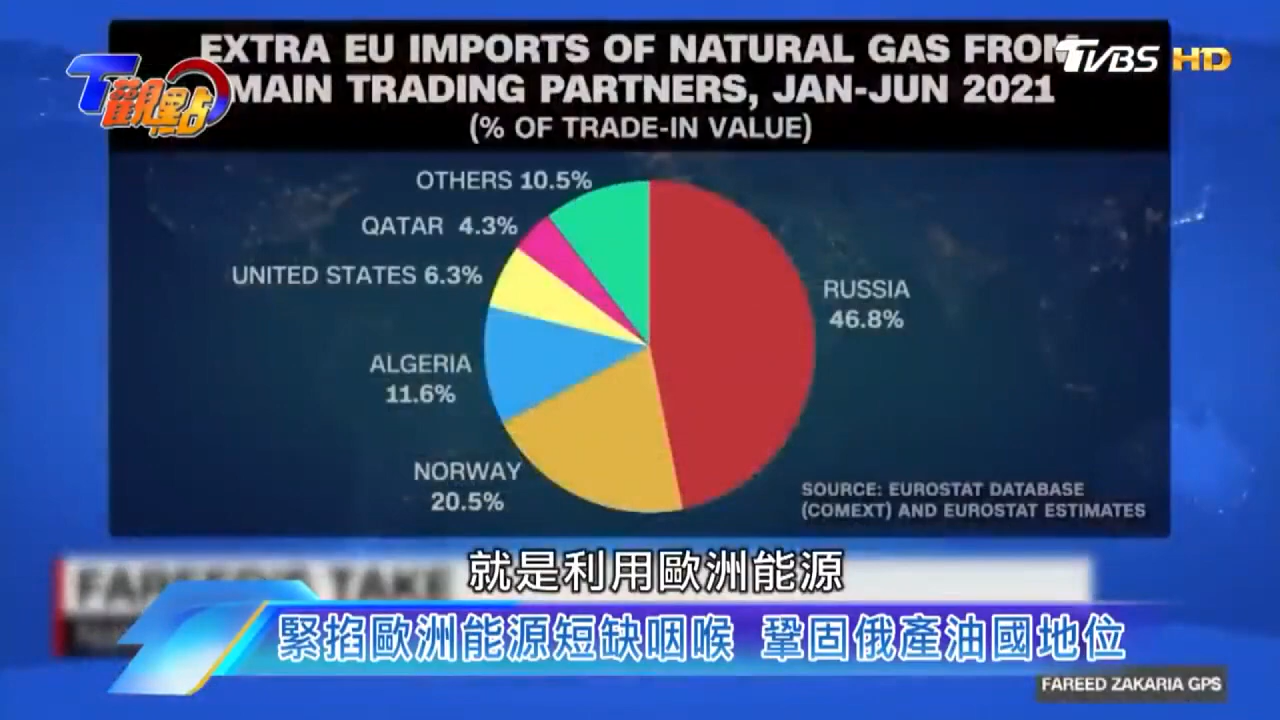 EXTRA EU IMPORTS OF NATURAL GAS FROM
MAIN TRADING PARTNERS, JAN-JUN 2021
(% OF TRADE-IN VALUE)
TVBS HD
T觀點
OTHERS 10.5%
QATAR 4.3%
UNITED STATES 6.3%
ALGERIA
11.6%
NORWAY
20.5%
RUSSIA
46.8%
SOURCE: EUROSTAT DATABASE
(COMEXT) AND EUROSTAT ESTIMATES
FAREED'S TAKE
就是利用歐洲能源
緊掐歐洲能源短缺咽喉 鞏固俄產油國地位
FAREED ZAKARIA GPS